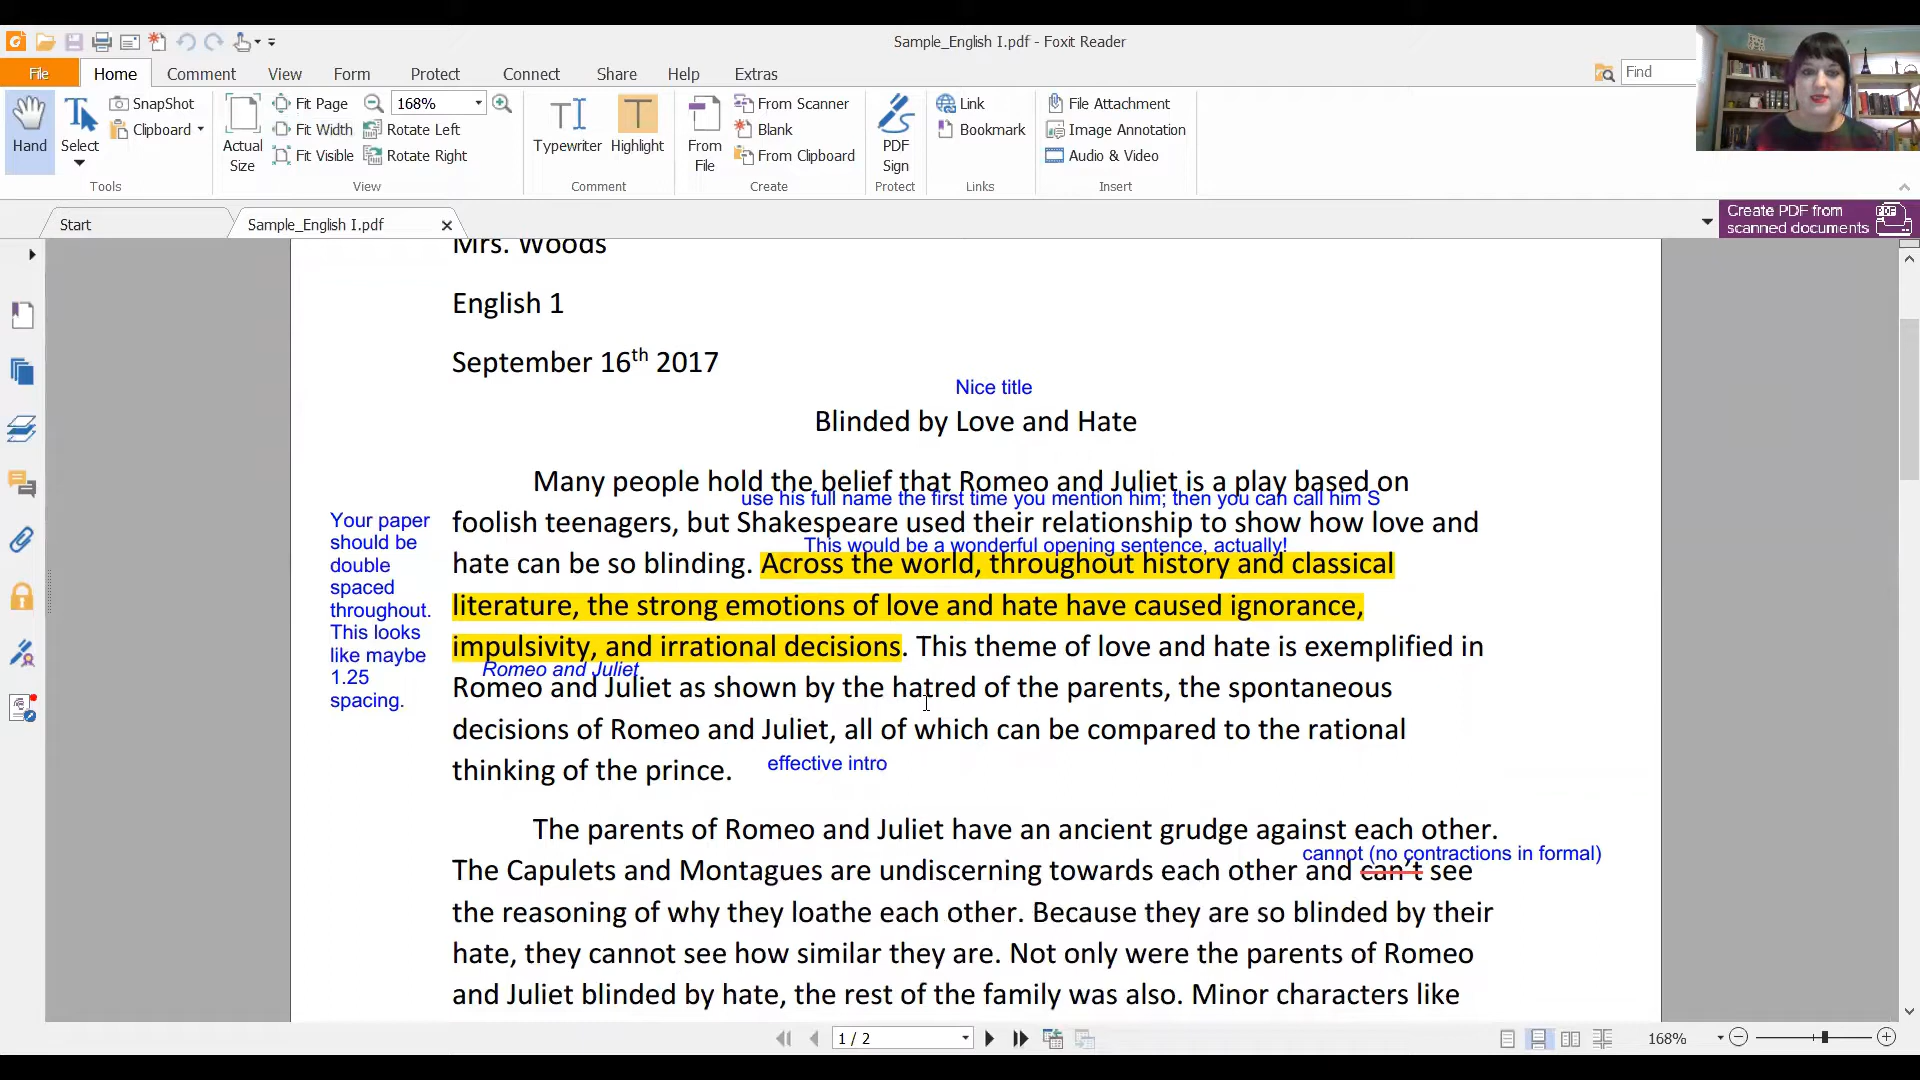 Sample_English I.pdf - Foxit Reader
File Home Comment View Form Protect Connect Share Help Extras
Find
Hand
Select
SnapShot
Clipboard
Tools
Actual Size
Fit Page
Fit Width
Fit Visible
168%
Rotate Left
Rotate Right
View
Typewriter
Highlight
Comment
From File
From Scanner
Blank
From Clipboard
Create
PDF Sign
Protect
Link
Bookmark
Links
File Attachment
Image Annotation
Audio & Video
Insert
Start
Sample_English I.pdf
Create PDF from
scanned documents
PDF
Mrs. Woods
English 1
September 16th 2017
Nice title
Blinded by Love and Hate
Many people hold the belief that Romeo and Juliet is a play based on
use his full name the first time you mention him; then you can call him S
foolish teenagers, but Shakespeare used their relationship to show how love and
This would be a wonderful opening sentence, actually!
hate can be so blinding. Across the world, throughout history and classical
literature, the strong emotions of love and hate have caused ignorance,
impulsivity, and irrational decisions. This theme of love and hate is exemplified in
Romeo and Juliet
Romeo and Juliet as shown by the hatred of the parents, the spontaneous
decisions of Romeo and Juliet, all of which can be compared to the rational
thinking of the prince.
effective intro
Your paper
should be
double
spaced
throughout.
This looks
like maybe
1.25
spacing.
The parents of Romeo and Juliet have an ancient grudge against each other.
cannot (no contractions in formal)
The Capulets and Montagues are undiscerning towards each other and can't see
the reasoning of why they loathe each other. Because they are so blinded by their
hate, they cannot see how similar they are. Not only were the parents of Romeo
and Juliet blinded by hate, the rest of the family was also. Minor characters like
1 / 2
168%